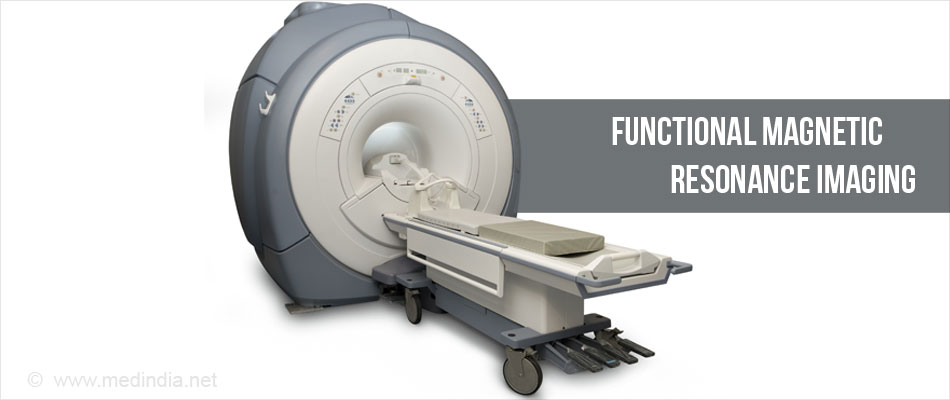 FUNCTIONAL MAGNETIC
RESONANCE IMAGING
© www.medindia.net